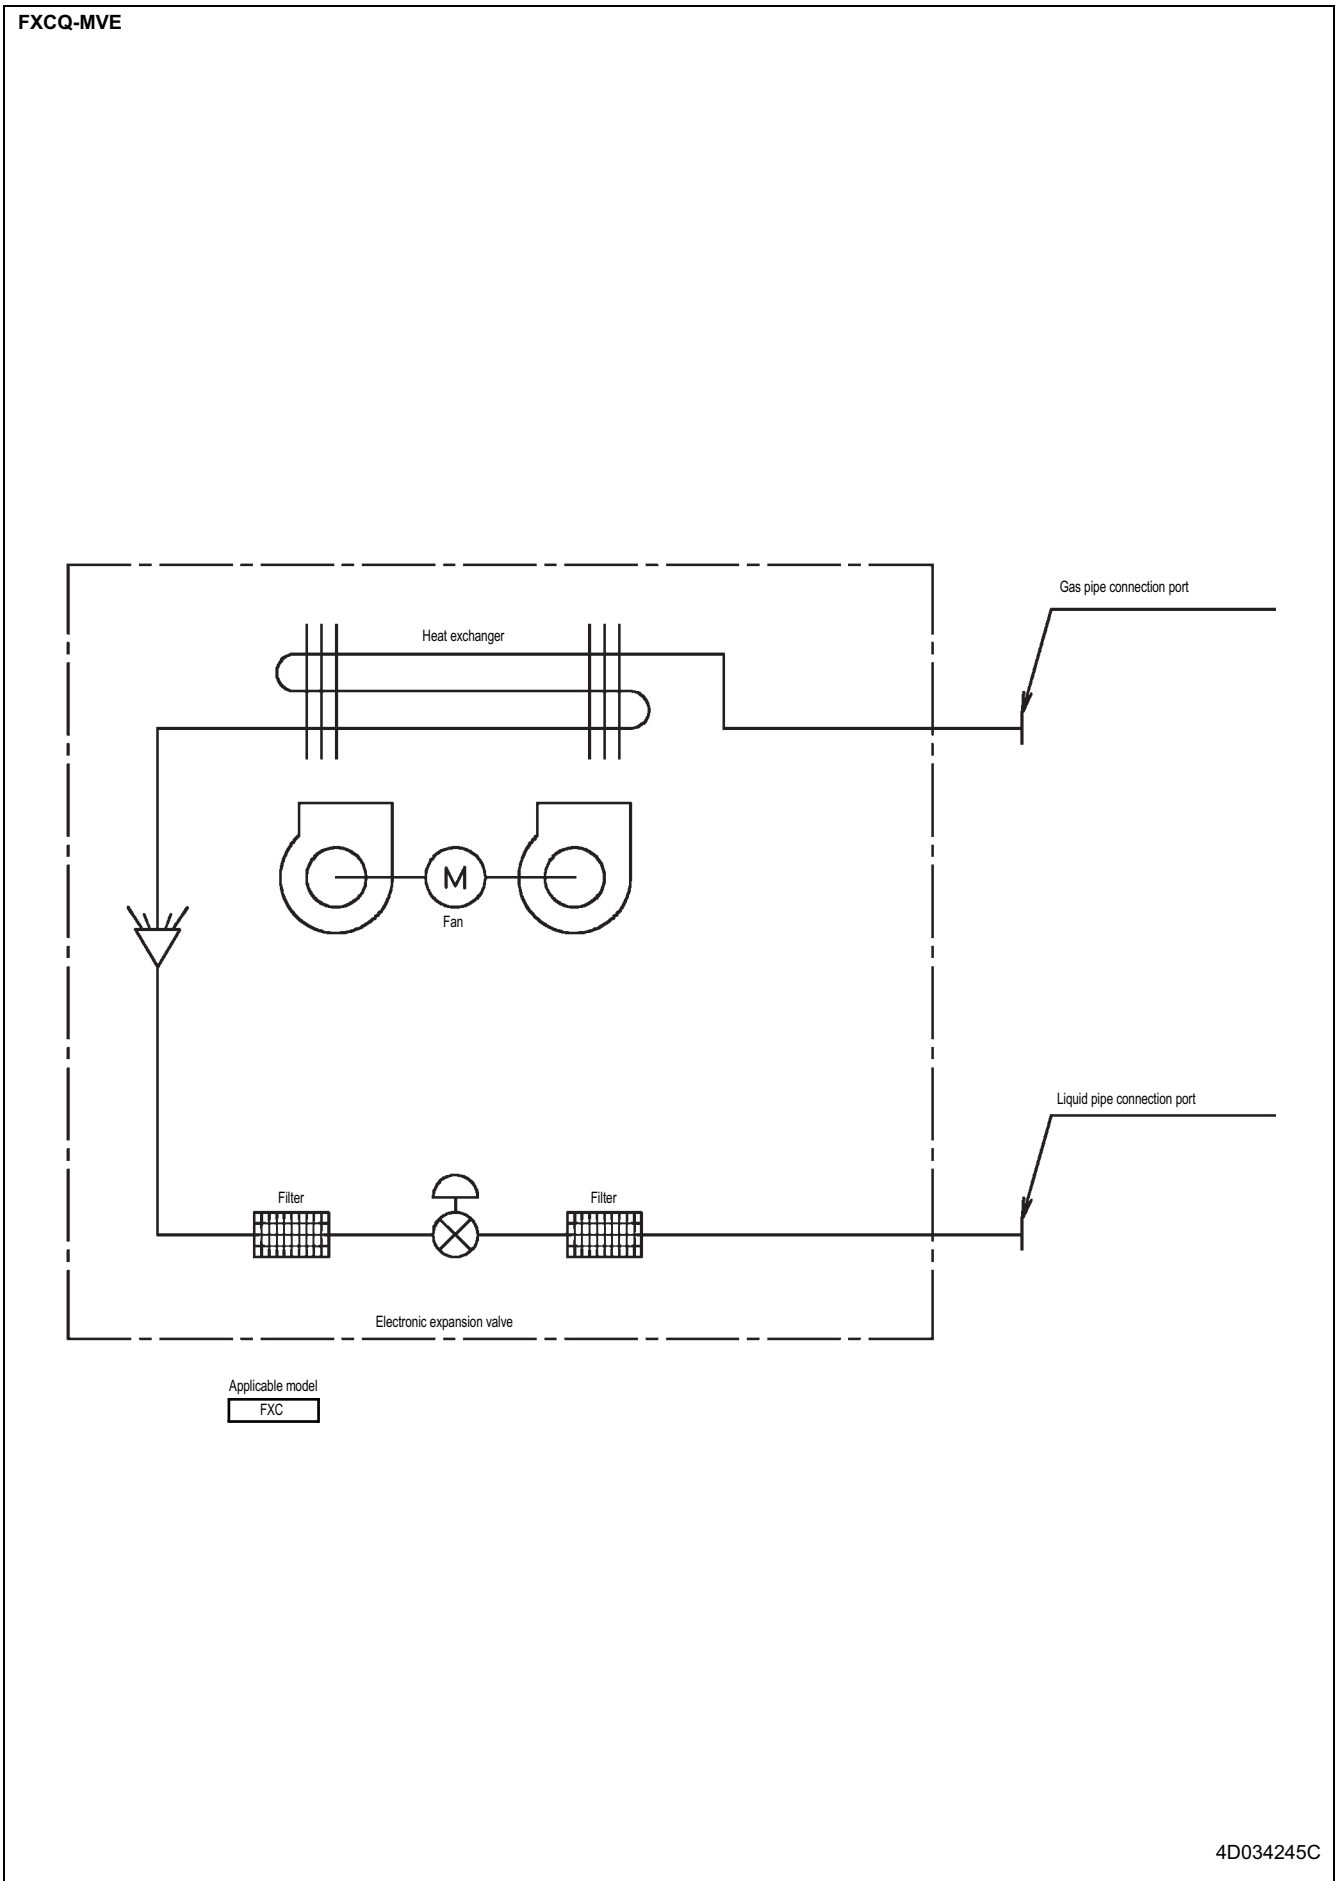 FXCQ-MVE
Gas pipe connection port
Heat exchanger
M
Fan
Liquid pipe connection port
Filter
Filter
Electronic expansion valve
Applicable model
FXC
4D034245C